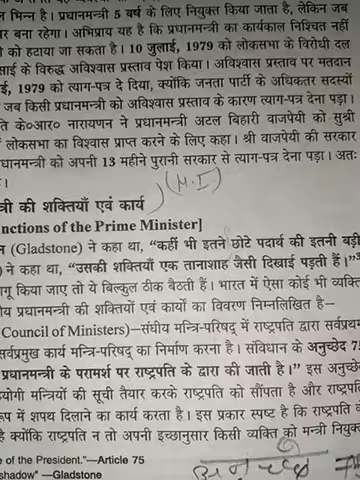 ल भिन्न है। प्रधानमन्त्री 5 वर्ष के लिए नियुक्त किया जाता है, लेकिन जब
र बना रहेगा। अभिप्राय यह है कि प्रधानमन्त्री का कार्यकाल निश्चित नहीं
को हटाया जा सकता है। 10 जुलाई, 1979 को लोकसभा के विरोधी दल
साई के विरुद्ध अविश्वास प्रस्ताव पेश किया। अविश्वास प्रस्ताव पर मतदान
ाई, 1979 को त्याग-पत्र दे दिया, क्योंकि जनता पार्टी के अधिकतर सदस्यों
जब किसी प्रधानमन्त्री को अविश्वास प्रस्ताव के कारण त्याग-पत्र देना पड़ा।
ति के०आर० नारायणन ने प्रधानमन्त्री अटल बिहारी वाजपेयी को सुश्री
लोकसभा का विश्वास प्राप्त करने के लिए कहा। श्री वाजपेयी की सरकार
धानमन्त्री को अपनी 13 महीने पुरानी सरकार से त्याग-पत्र देना पड़ा। अतः
।
(M.I)
त्री की शक्तियाँ एवं कार्य
nctions of the Prime Minister]
न (Gladstone) ने कहा था, "कहीं भी इतने छोटे पदार्थ की इतनी बड़ी
) ने कहा था, "उसकी शक्तियाँ एक तानाशाह जैसी दिखाई पड़ती हैं।"
ागू किया जाए तो ये बिल्कुल ठीक बैठती हैं। भारत में ऐसा कोई भी व्यक्ति
ीय प्रधानमन्त्री की शक्तियों एवं कार्यों का विवरण निम्नलिखित है—
Council of Ministers)—संघीय मन्त्रि-परिषद् में राष्ट्रपति द्वारा सर्वप्रथम
सर्वप्रमुख कार्य मन्त्रि-परिषद् का निर्माण करना है। संविधान के अनुच्छेद 75
प्रधानमन्त्री के परामर्श पर राष्ट्रपति के द्वारा की जाती है।" इस अनुच्छे
योगी मन्त्रियों की सूची तैयार करके राष्ट्रपति को सौंपता है और राष्ट्रपति
रूप में शपथ दिलाने का कार्य करता है। इस प्रकार स्पष्ट है कि राष्ट्रपति
है क्योंकि राष्ट्रपति न तो अपनी इच्छानुसार किसी व्यक्ति को मन्त्री नियुक्त
e of the President."—Article 75
shadow" —Gladstone
अनुच्छेद 75